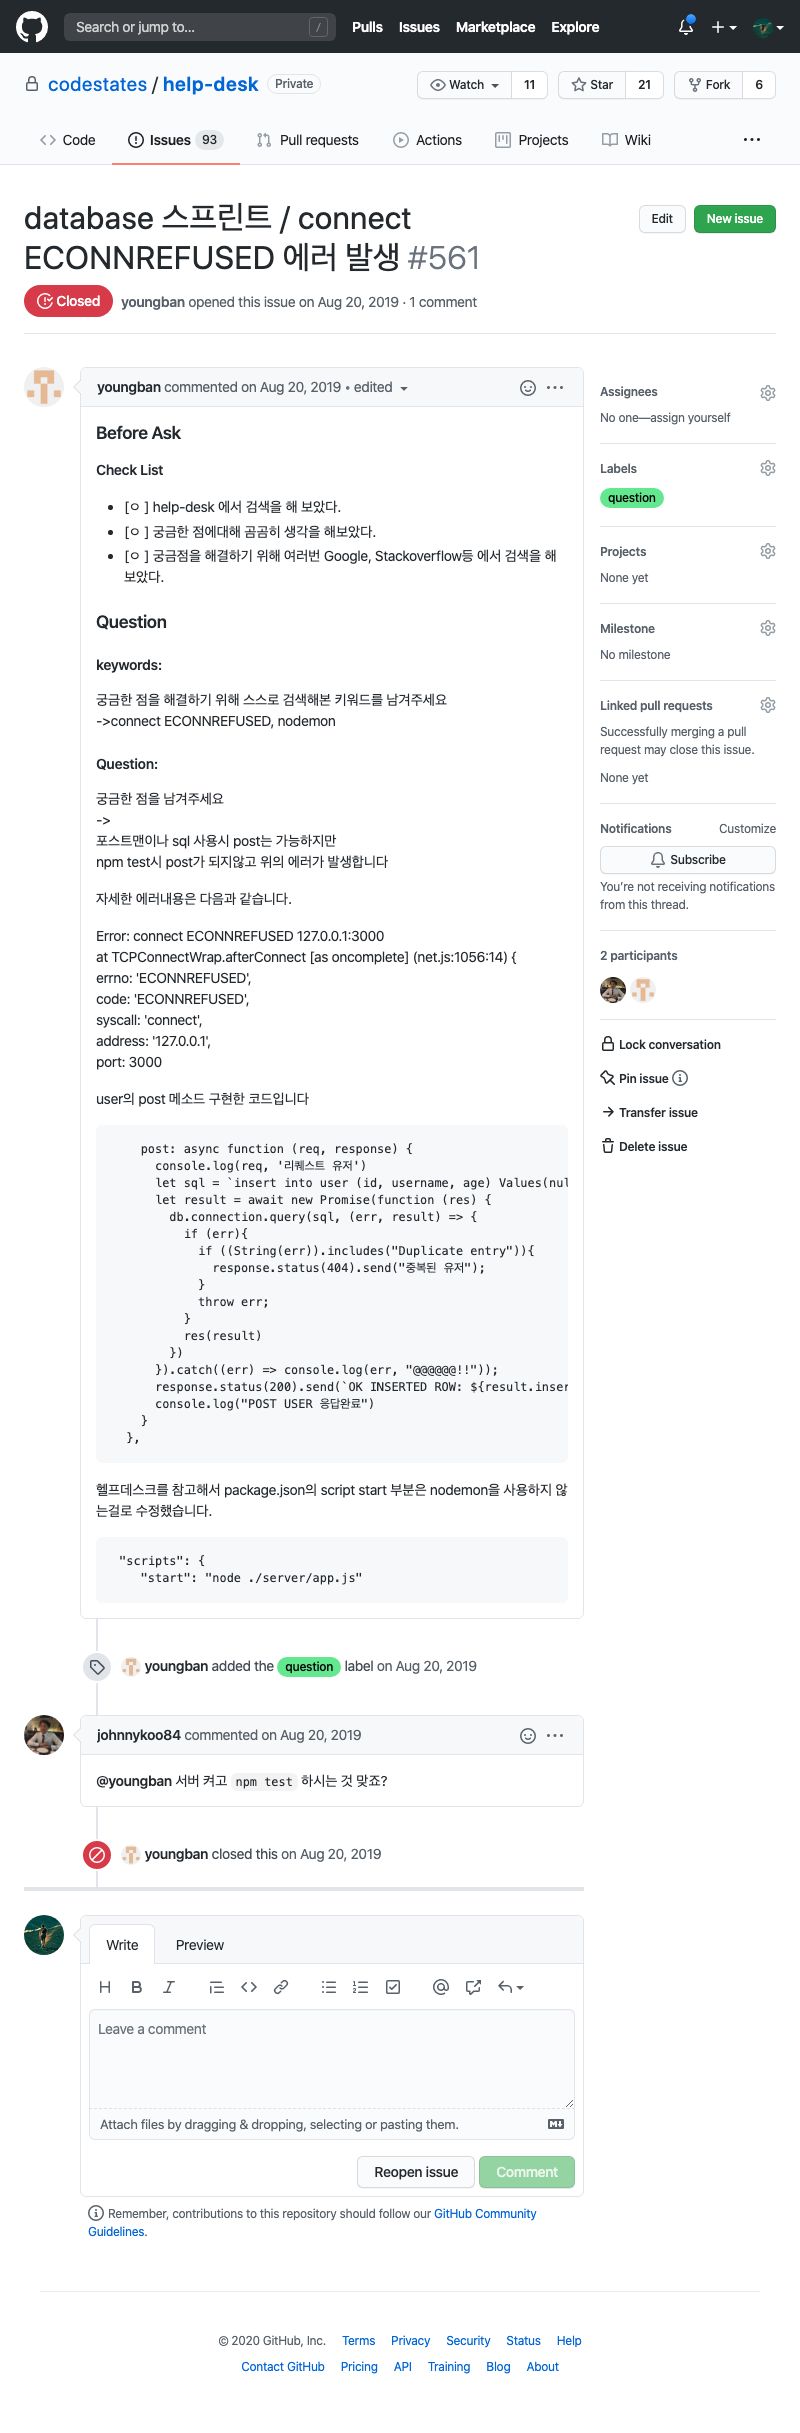 Search or jump to...
/
Pulls Issues Marketplace Explore
codestates / help-desk Private
Watch 11 Star 21 Fork 6
Code Issues 93 Pull requests Actions Projects Wiki
database 스프린트 / connect
ECONNREFUSED 에러 발생 #561
Edit New issue
Closed youngban opened this issue on Aug 20, 2019 · 1 comment
youngban commented on Aug 20, 2019 • edited
Before Ask
Check List
• [ㅇ ] help-desk 에서 검색을 해 보았다.
• [ㅇ ] 궁금한 점에대해 곰곰히 생각을 해보았다.
• [ㅇ ] 궁금점을 해결하기 위해 여러번 Google, Stackoverflow등 에서 검색을 해
보았다.
Question
keywords:
궁금한 점을 해결하기 위해 스스로 검색해본 키워드를 남겨주세요
->connect ECONNREFUSED, nodemon
Question:
궁금한 점을 남겨주세요
->
포스트맨이나 sql 사용시 post는 가능하지만
npm test시 post가 되지않고 위의 에러가 발생합니다
자세한 에러내용은 다음과 같습니다.
Error: connect ECONNREFUSED 127.0.0.1:3000
at TCPConnectWrap.afterConnect [as oncomplete] (net.js:1056:14) {
errno: 'ECONNREFUSED',
code: 'ECONNREFUSED',
syscall: 'connect',
address: '127.0.0.1',
port: 3000
user의 post 메소드 구현한 코드입니다
post: async function (req, response) {
console.log(req, '리퀘스트 유저')
let sql = `insert into user (id, username, age) Values(nul
let result = await new Promise(function (res) {
db.connection.query(sql, (err, result) => {
if (err){
if ((String(err)).includes("Duplicate entry")){
response.status(404).send("중복된 유저");
}
throw err;
}
res(result)
})
}).catch((err) => console.log(err, "@@@@@@!!"));
response.status(200).send(`OK INSERTED ROW: ${result.inser
console.log("POST USER 응답완료")
}
},
헬프데스크를 참고해서 package.json의 script start 부분은 nodemon을 사용하지 않
는걸로 수정했습니다.
"scripts": {
"start": "node ./server/app.js"
youngban added the question label on Aug 20, 2019
johnnykoo84 commented on Aug 20, 2019
@youngban 서버 켜고 npm test 하시는 것 맞죠?
youngban closed this on Aug 20, 2019
Write Preview
Leave a comment
Attach files by dragging & dropping, selecting or pasting them.
Reopen issue Comment
Remember, contributions to this repository should follow our GitHub Community
Guidelines.
Assignees
No one—assign yourself
Labels
question
Projects
None yet
Milestone
No milestone
Linked pull requests
Successfully merging a pull
request may close this issue.
None yet
Notifications Customize
Subscribe
You're not receiving notifications
from this thread.
2 participants
Lock conversation
Pin issue
Transfer issue
Delete issue
© 2020 GitHub, Inc. Terms Privacy Security Status Help
Contact GitHub Pricing API Training Blog About